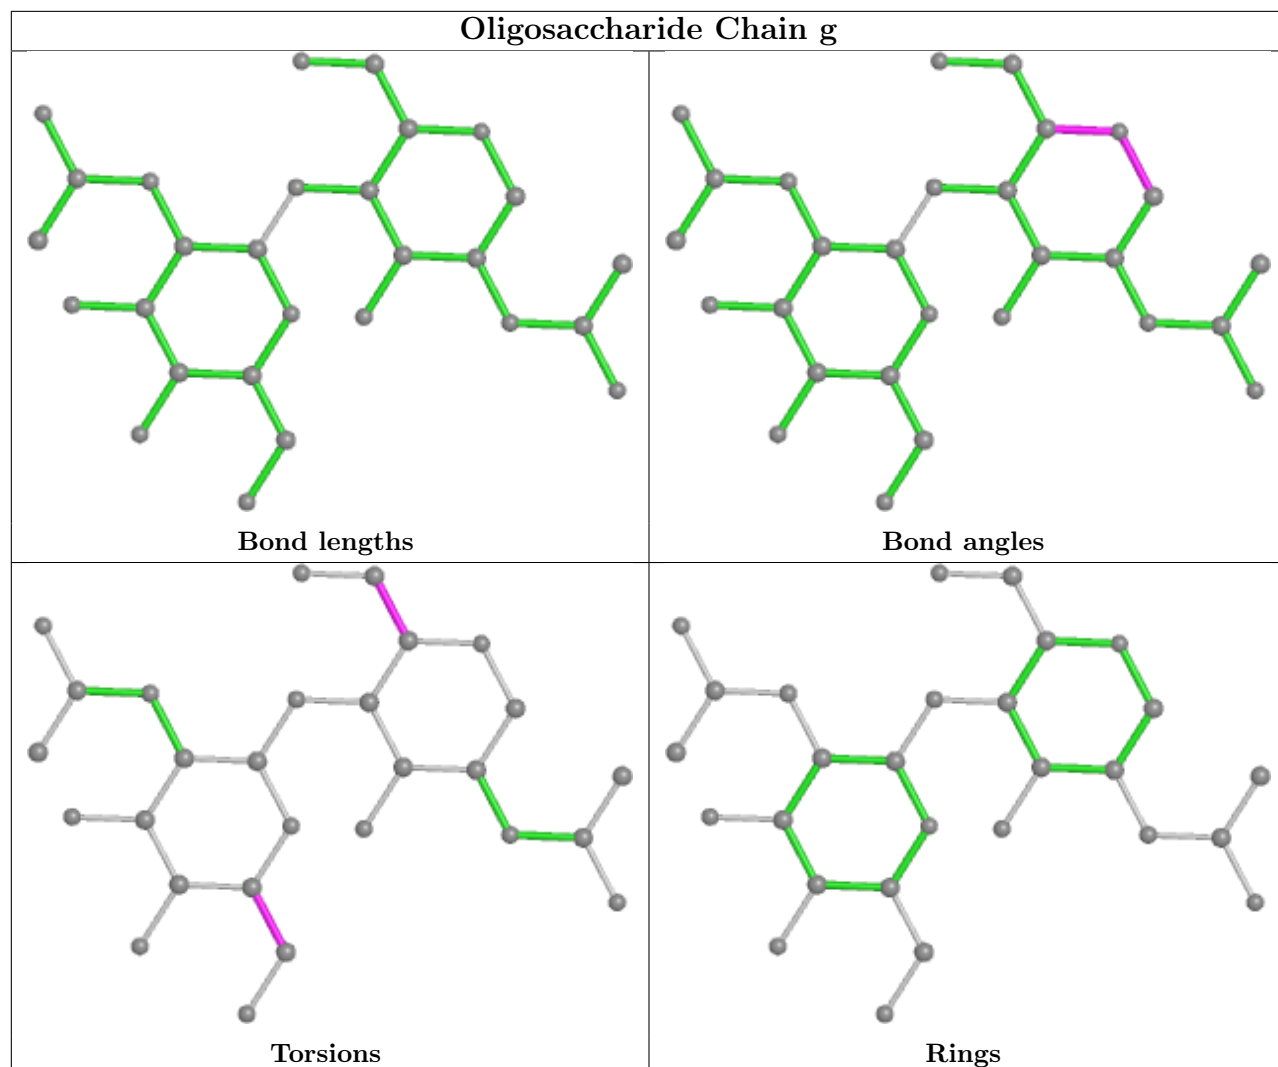 Oligosaccharide Chain g
Bond lengths
Bond angles
Torsions
Rings